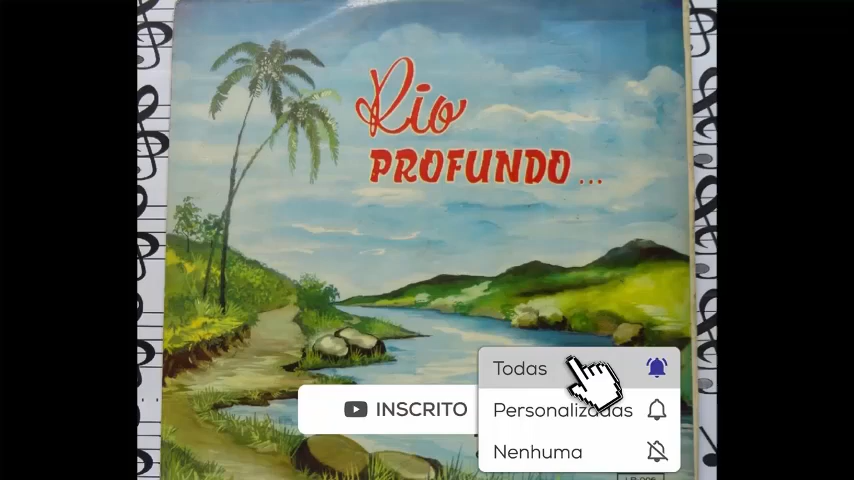 Rio
PROFUNDO...
Todas
INSCRITO
Personalizadas
Nenhuma